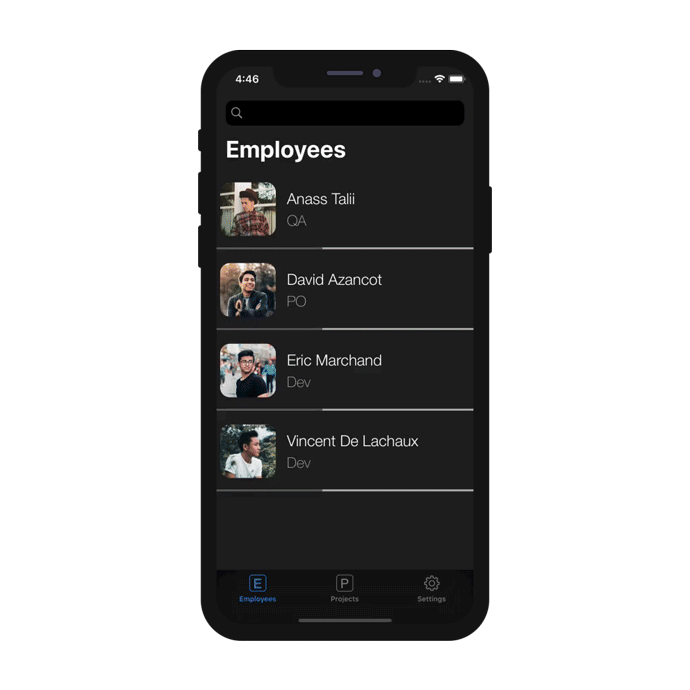 4:46
Employees
Anass Talii
QA
David Azancot
PO
Eric Marchand
Dev
Vincent De Lachaux
Dev
E P
Employees Projects Settings